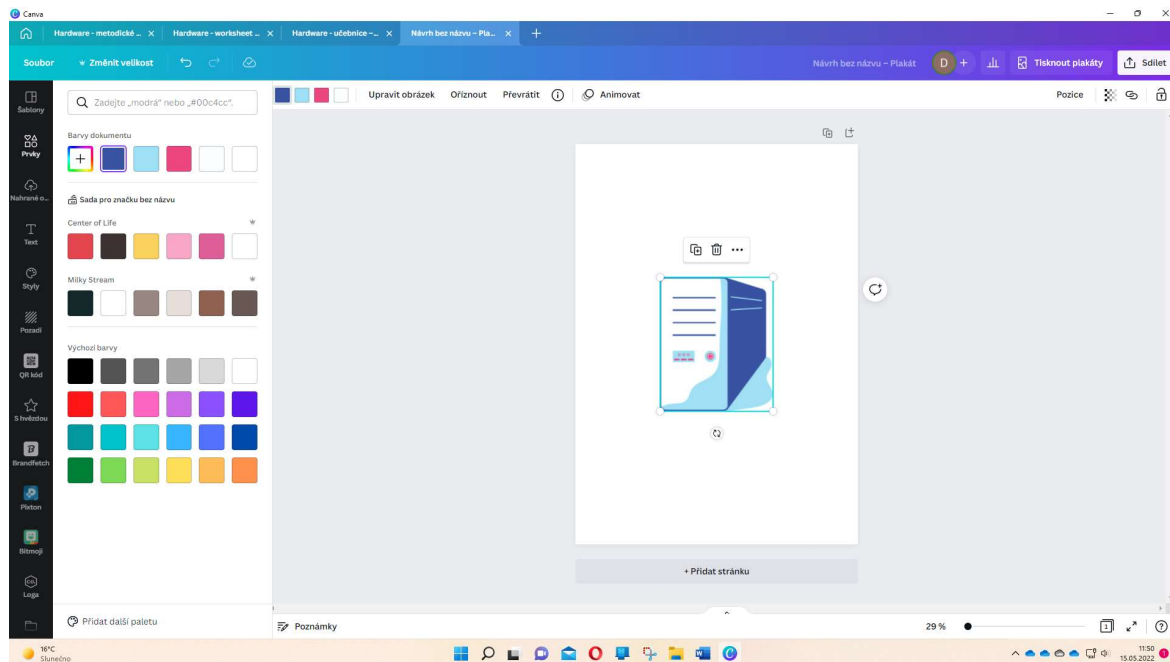 Canva
Hardware - metodické ...
Hardware - worksheet ...
Hardware - učebnice –...
Návrh bez názvu – Pla...
Soubor
Změnit velikost
Návrh bez názvu – Plakát
D
Tisknout plakáty
Sdílet
Šablony
Prvky
Nahrané o...
Text
Styly
Pozadí
QR kód
S hvězdou
Brandfetch
Pixton
Bitmoji
Loga
Zadejte „modrá“ nebo „#00c4cc“.
Barvy dokumentu
Sada pro značku bez názvu
Center of Life
Milky Stream
Výchozí barvy
Přidat další paletu
Upravit obrázek
Oříznout
Převrátit
Animovat
Pozice
+ Přidat stránku
Poznámky
29 %
1
16°C
Slunečno
11:50
15.05.2022
1